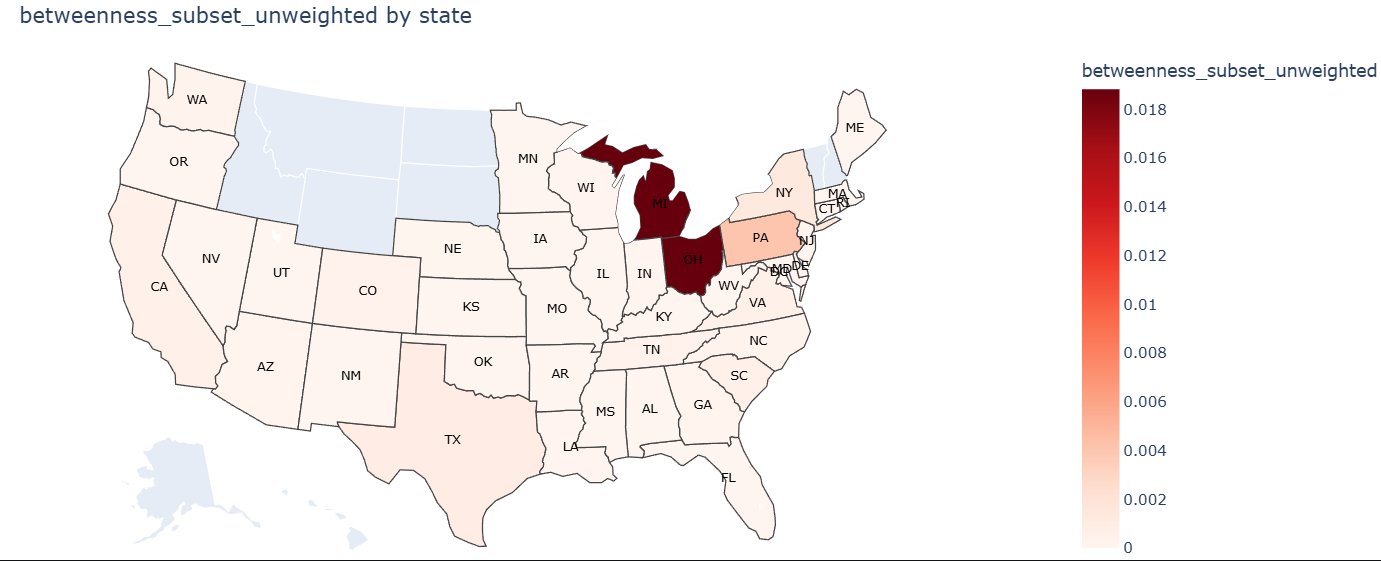 betweenness_subset_unweighted by state
betweenness_subset_unweighted
0.018
0.016
0.014
0.012
0.01
0.008
0.006
0.004
0.002
0
WA
OR
CA
NV
UT
AZ
CO
NM
NE
KS
OK
TX
MN
IA
MO
AR
LA
WI
IL
IN
MI
OH
KY
TN
MS
AL
GA
FL
SC
NC
VA
WV
PA
NY
NJ
DE
MD
DC
CT
RI
MA
ME